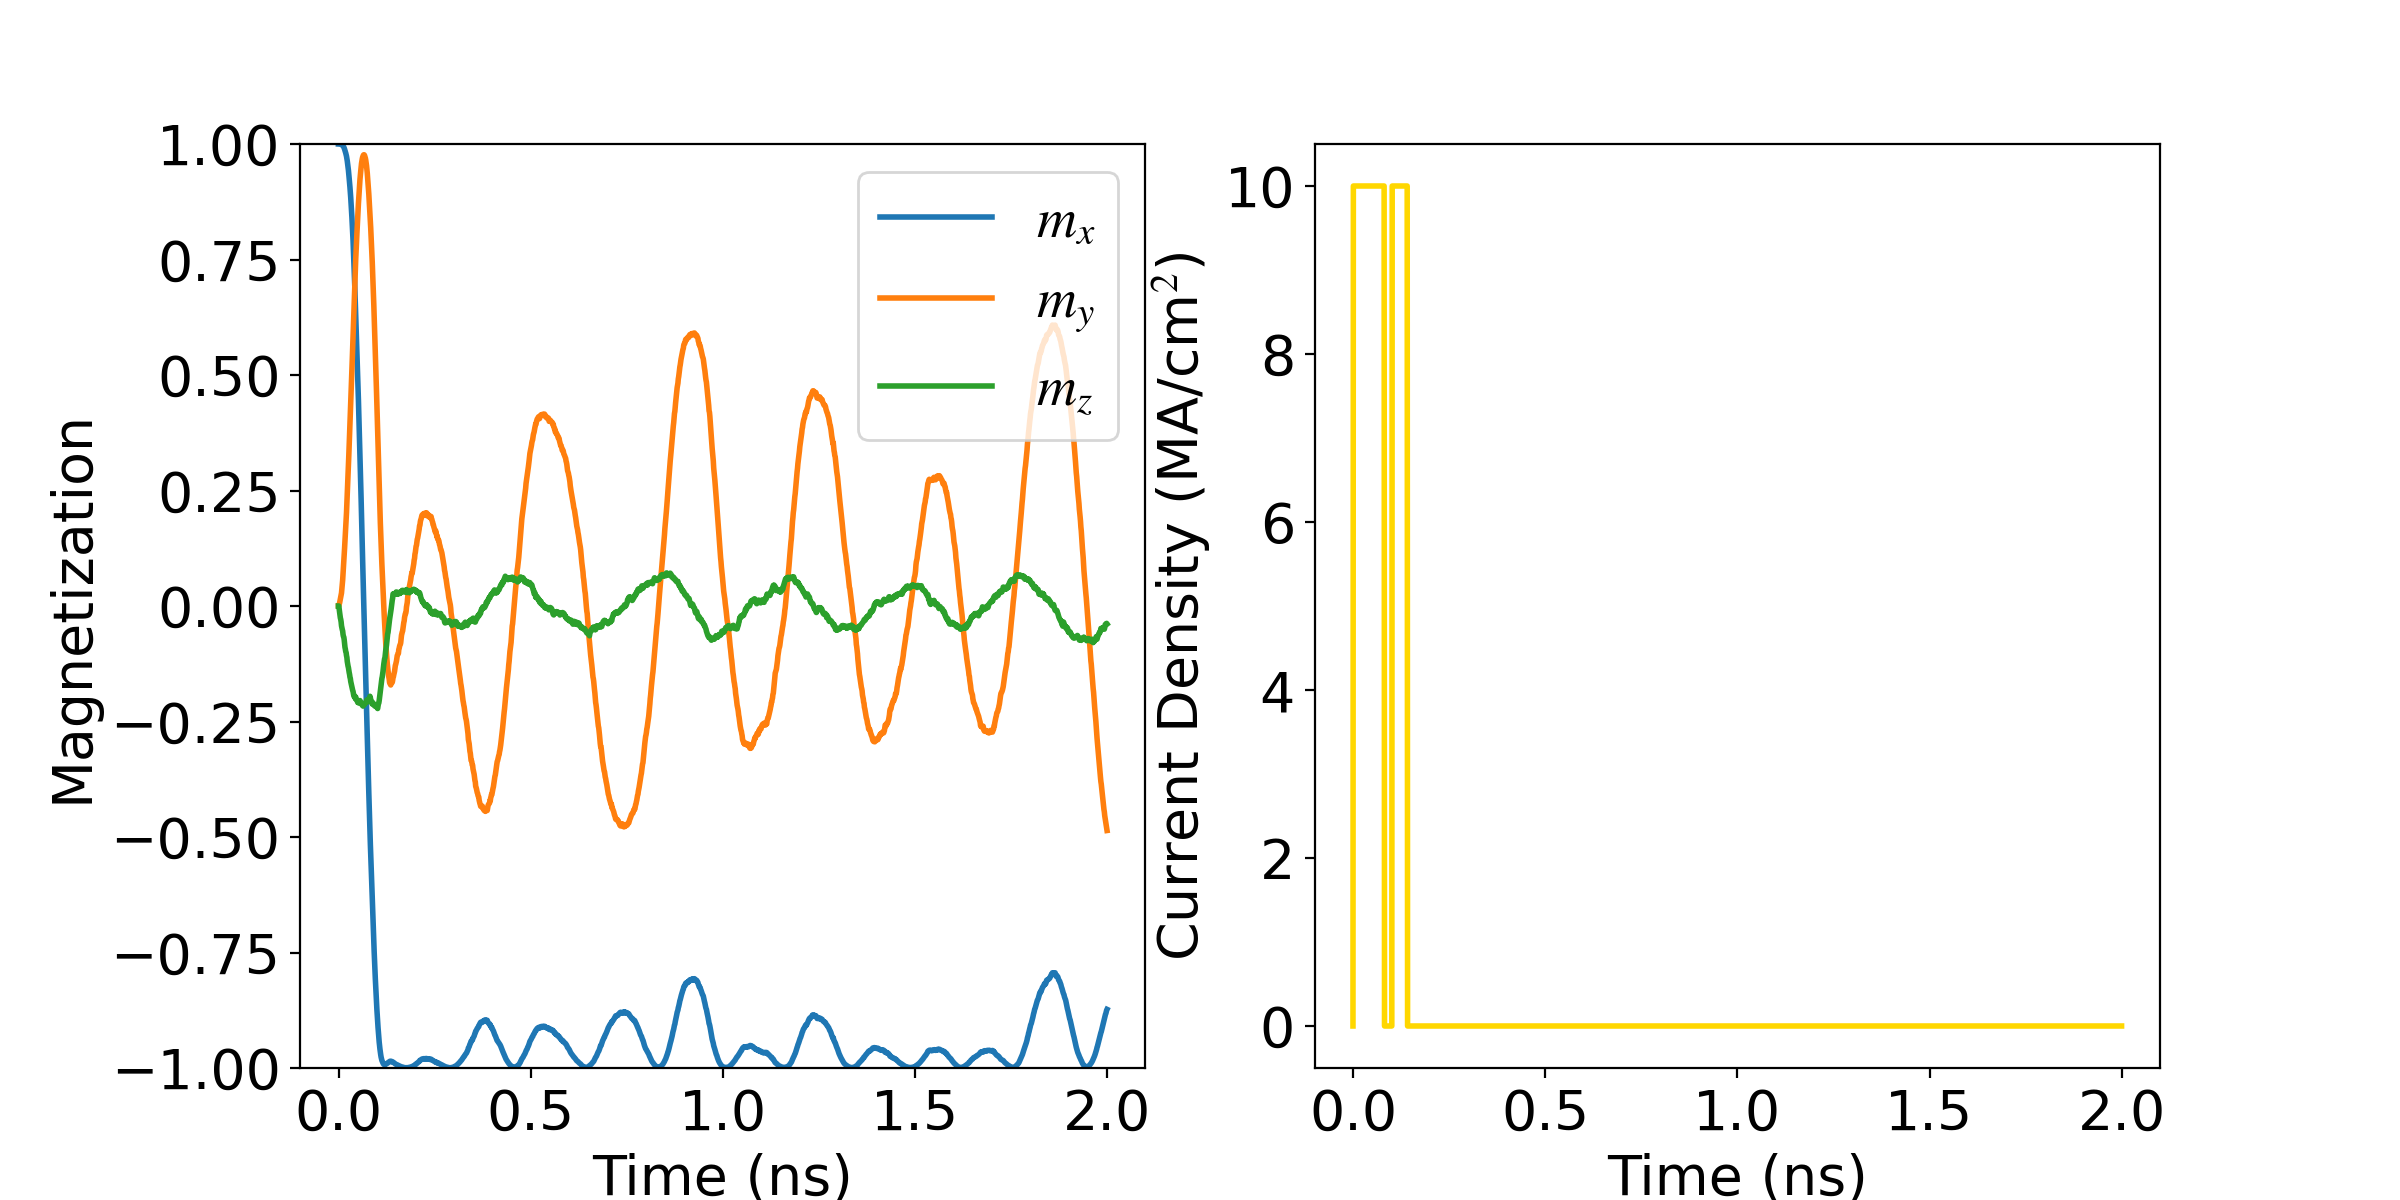 1.00
0.75
0.50
0.25
0.00
−0.25
−0.50
−0.75
−1.00
Magnetization
0.0 0.5 1.0 1.5 2.0
Time (ns)
m_x
m_y
m_z
10
8
6
4
2
0
Current Density (MA/cm²)
0.0 0.5 1.0 1.5 2.0
Time (ns)